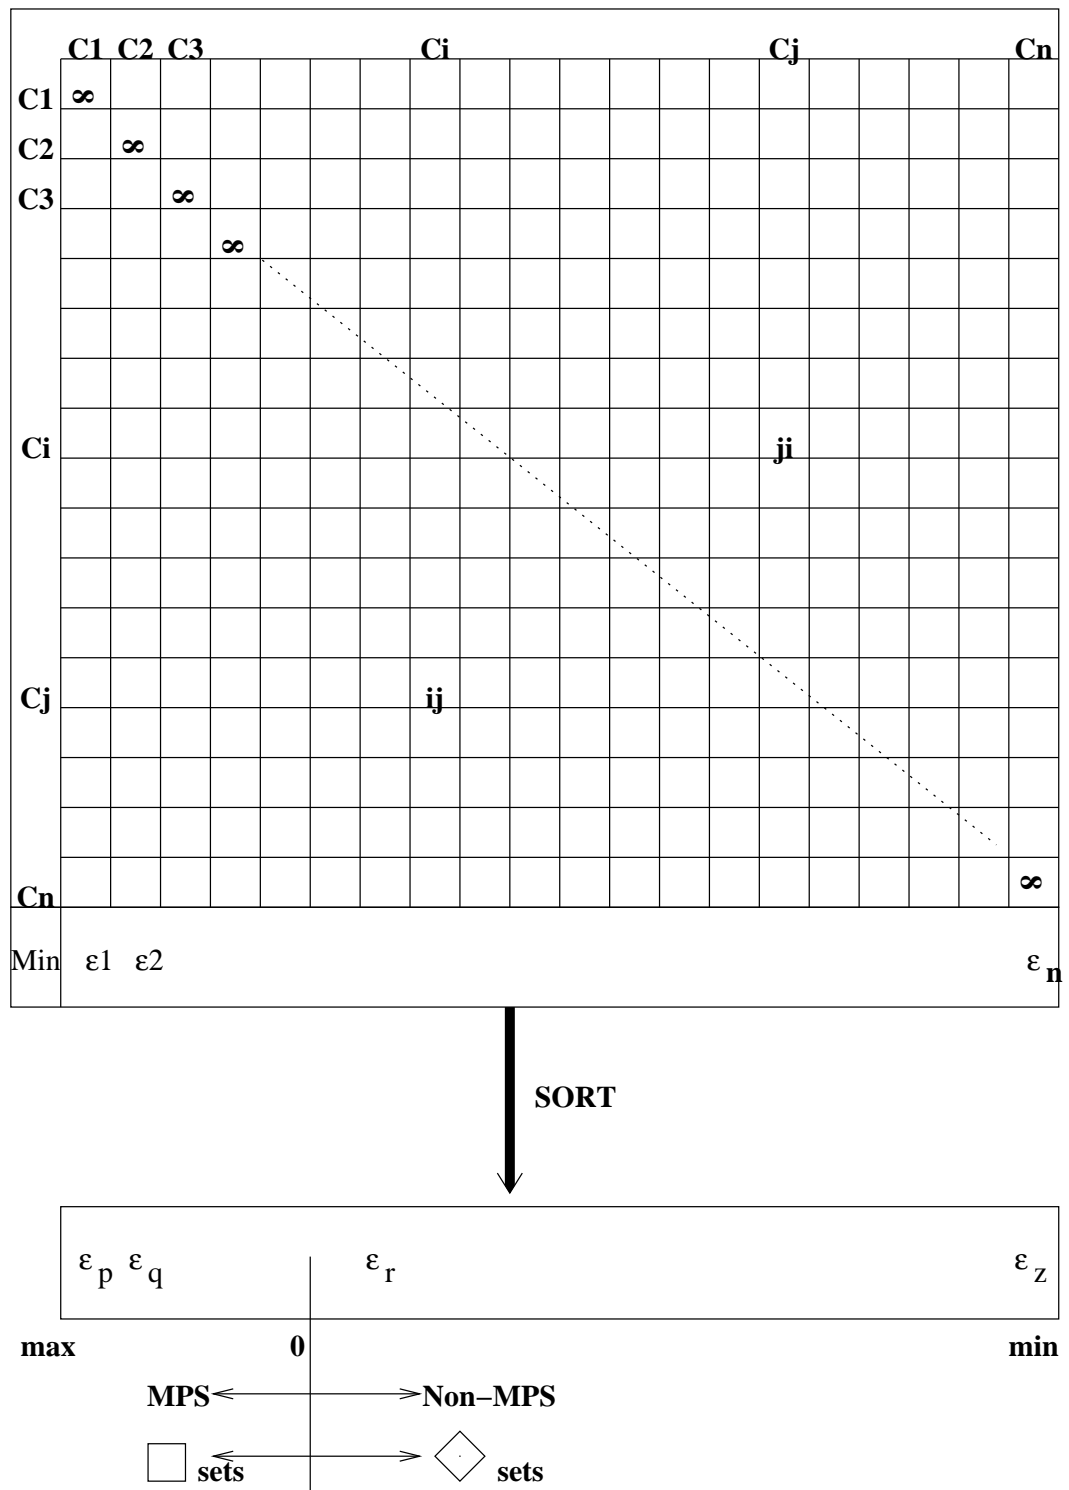 C1 C2 C3 Ci Cj Cn
C1 ∞
C2 ∞
C3 ∞
∞
Ci ji
Cj ij
Cn ∞
Min ε1 ε2 εn
SORT
εp εq εr εz
max 0 min
MPS Non−MPS
sets sets